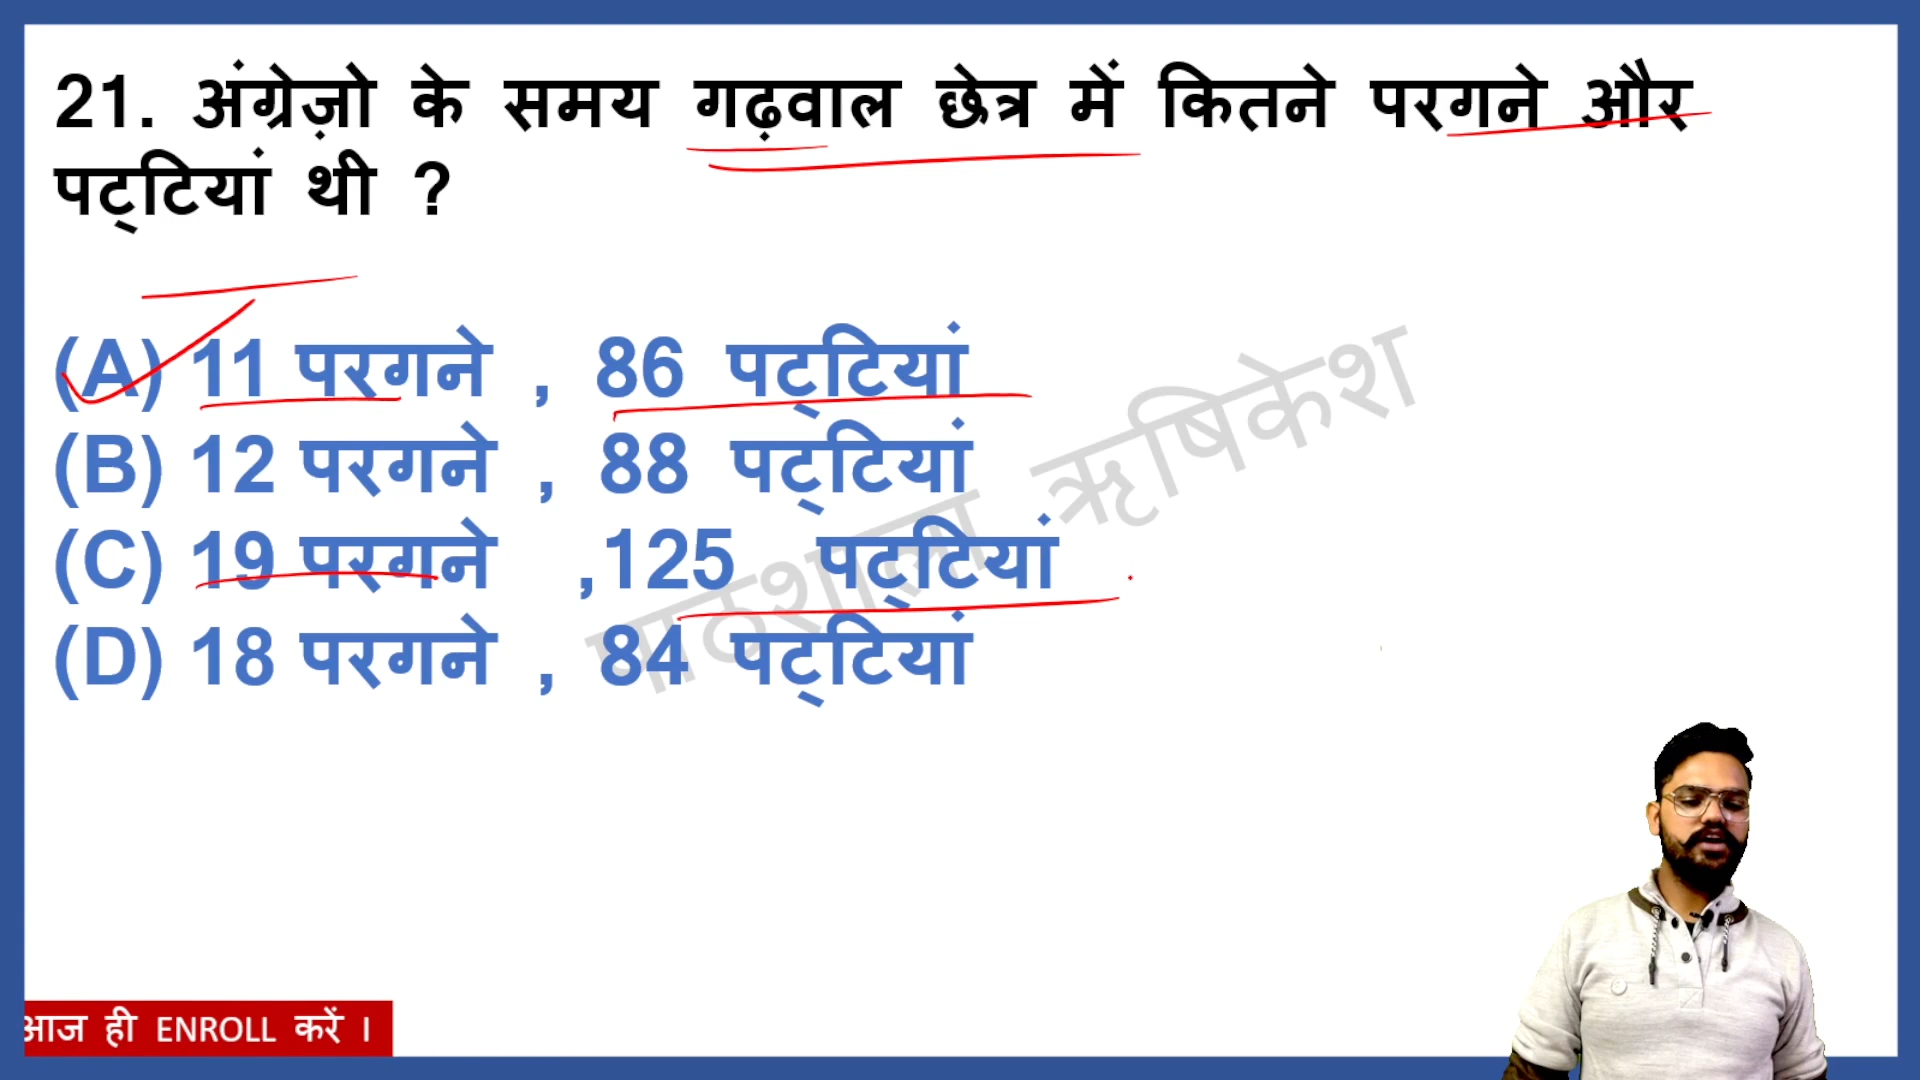 21. अंग्रेज़ो के समय गढ़वाल छेत्र में कितने परगने और
पट्टियां थी ?
(A) 11 परगने , 86 पट्टियां
(B) 12 परगने , 88 पट्टियां
(C) 19 परगने ,125 पट्टियां
(D) 18 परगने , 84 पट्टियां
पाठशाला ऋषिकेश
आज ही ENROLL करें ।